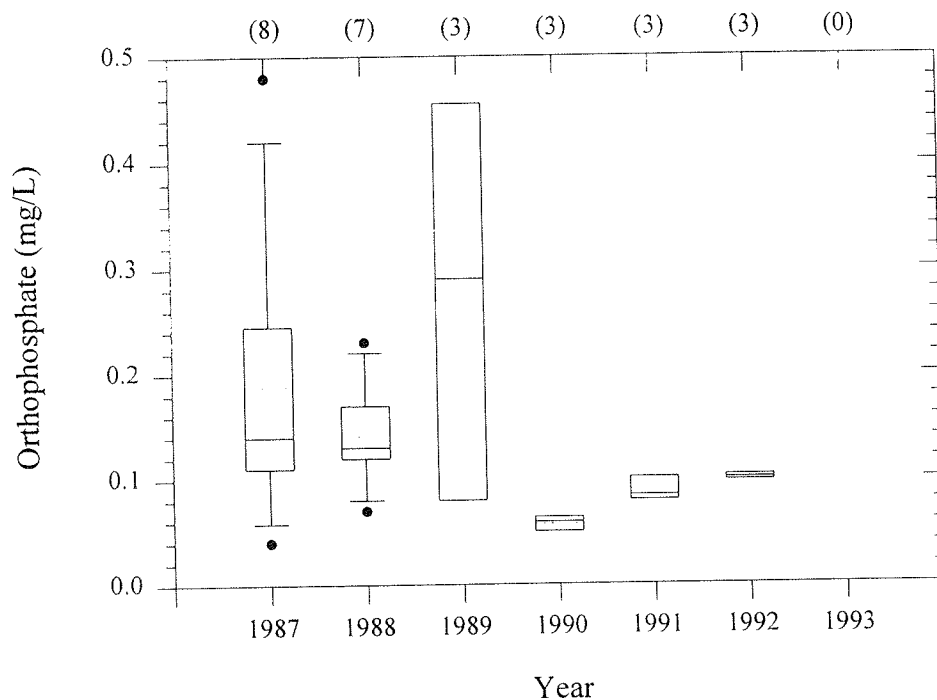 (8) (7) (3) (3) (3) (3) (0)
0.5
0.4
0.3
0.2
0.1
0.0
Orthophosphate (mg/L)
1987 1988 1989 1990 1991 1992 1993
Year